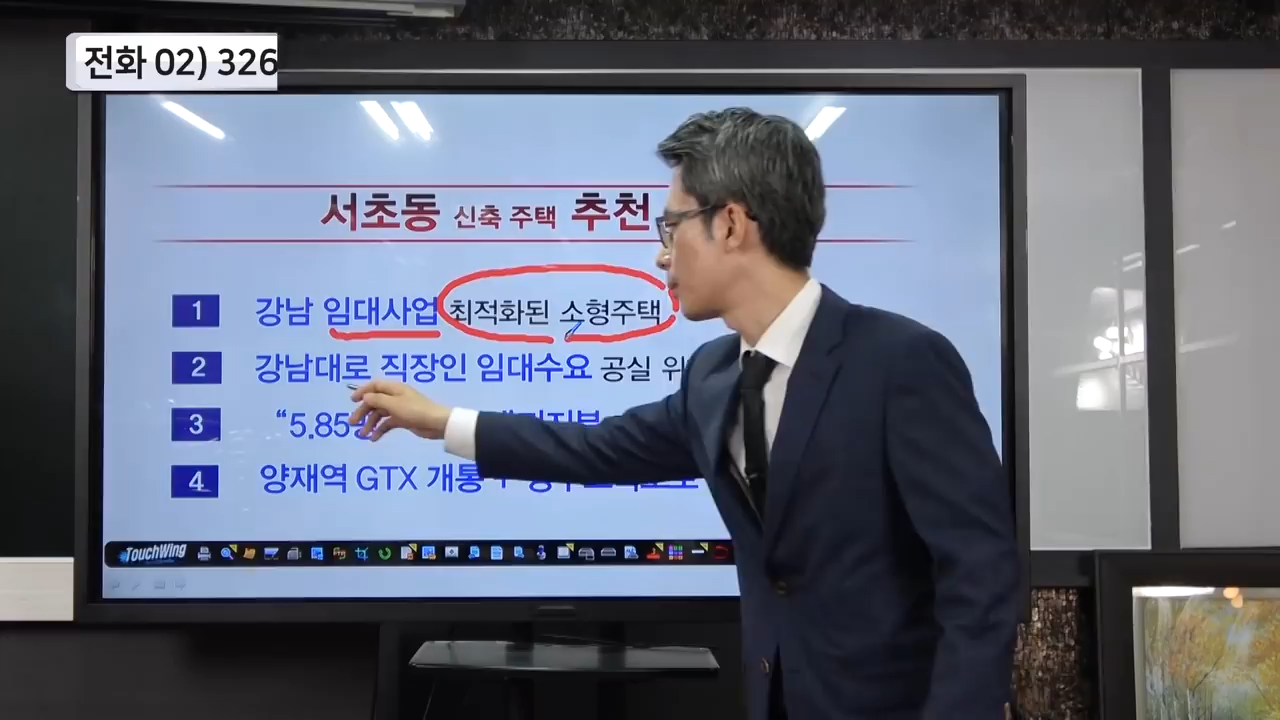 전화 02) 326
서초동 신축 주택 추천
1 강남 임대사업 최적화된 소형주택
2 강남대로 직장인 임대수요 공실
3 "5.85
4 양재역 GTX 개통
TouchWing